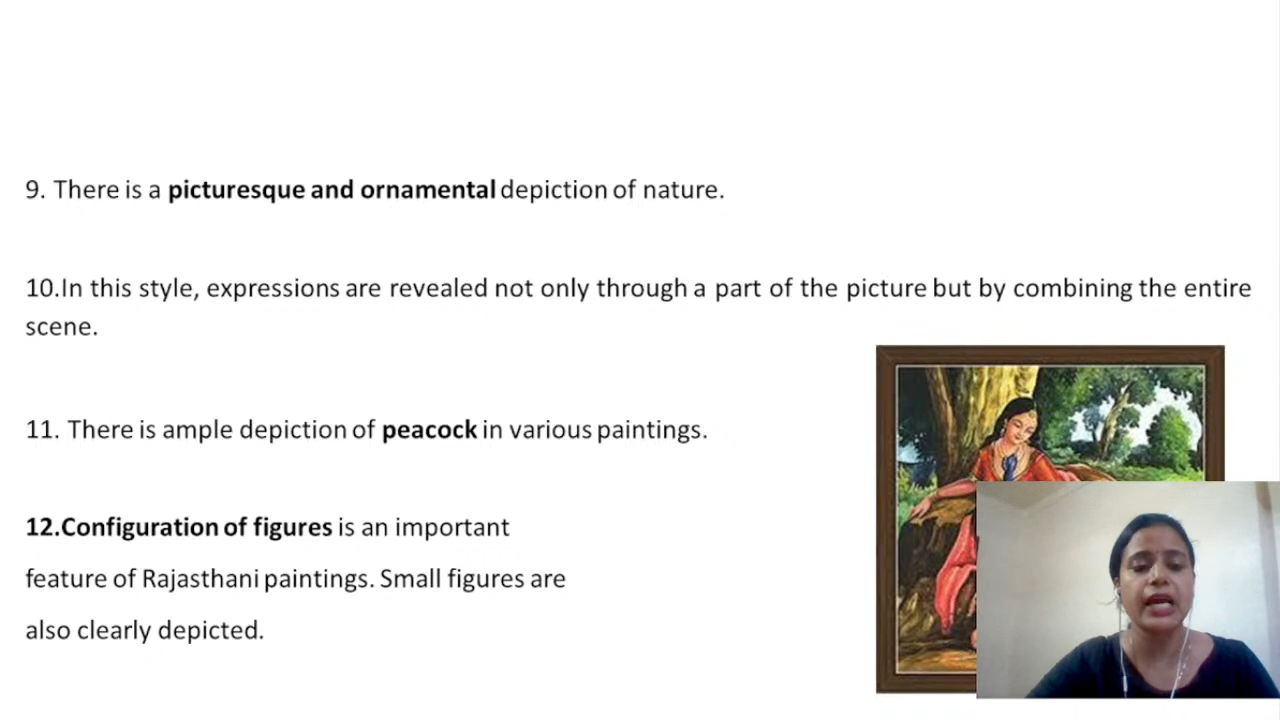 9. There is a picturesque and ornamental depiction of nature.
10.In this style, expressions are revealed not only through a part of the picture but by combining the entire
scene.
11. There is ample depiction of peacock in various paintings.
12.Configuration of figures is an important
feature of Rajasthani paintings. Small figures are
also clearly depicted.